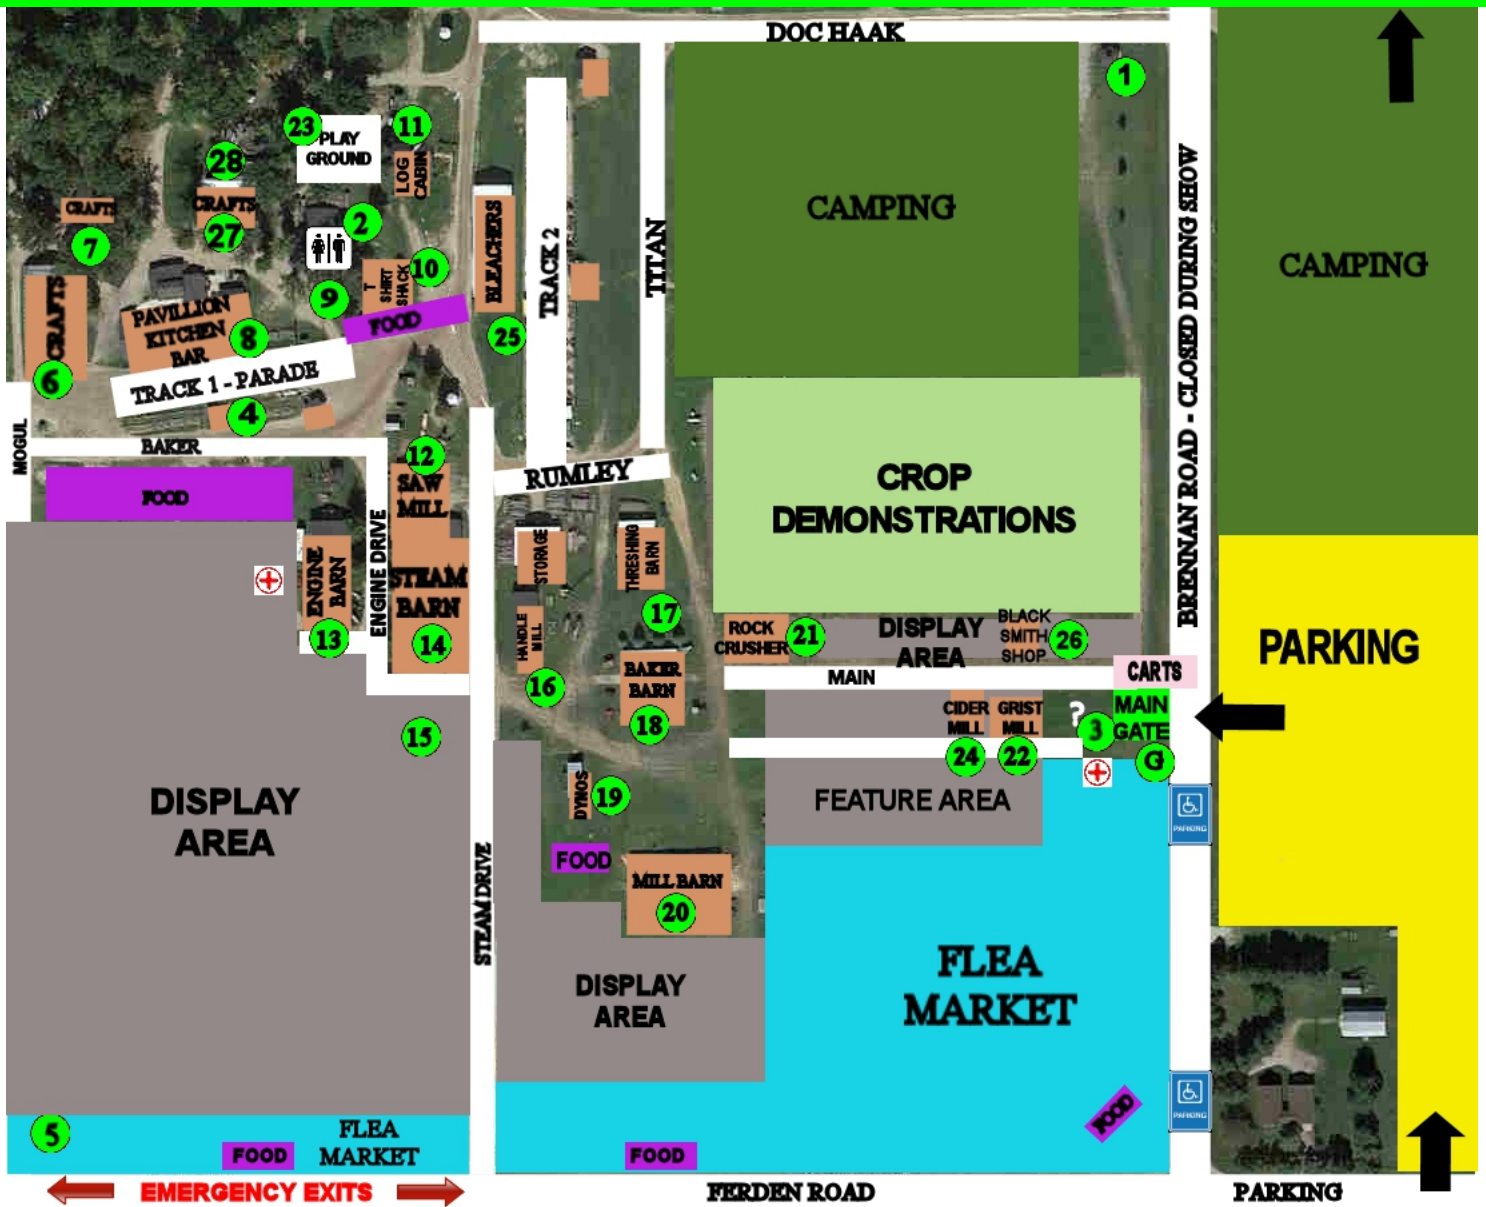 DOC HAAK
1
23
PLAY
GROUND
11
LOG
CABIN
28
CRAFTS
27
CRAFTS
7
2
10
T
SHIRT
SHACK
9
FOOD
BLEACHERS
25
TRACK 2
TITAN
CAMPING
CAMPING
BRENNAN ROAD - CLOSED DURING SHOW
CRAFTS
6
PAVILLION
KITCHEN
BAR
8
TRACK 1 - PARADE
4
MOGUL
BAKER
FOOD
12
SAW
MILL
RUMLEY
CROP
DEMONSTRATIONS
ENGINE
BARN
13
ENGINE DRIVE
STEAM
BARN
14
STORAGE
THRESHING
BARN
17
HANDLE
MILL
16
BAKER
BARN
18
ROCK
CRUSHER
21
DISPLAY
AREA
BLACK
SMITH
SHOP
26
PARKING
MAIN
CARTS
CIDER
MILL
24
GRIST
MILL
22
?
3
MAIN
GATE
G
15
DYMOS
19
FEATURE AREA
PARKING
DISPLAY
AREA
FOOD
MILL BARN
20
STEAM DRIVE
FLEA
MARKET
DISPLAY
AREA
PARKING
FOOD
5
FLEA
MARKET
FOOD
FOOD
EMERGENCY EXITS
FERDEN ROAD
PARKING